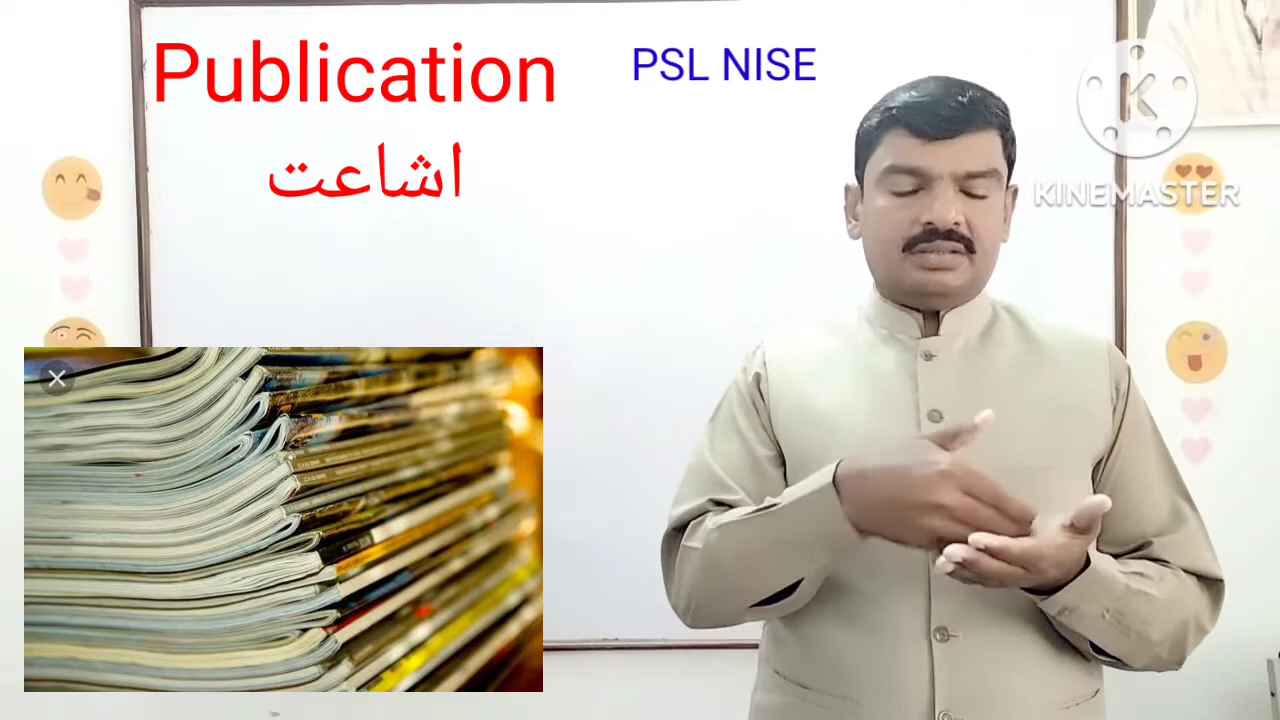 Publication
PSL NISE
اشاعت
K
KINEMASTER